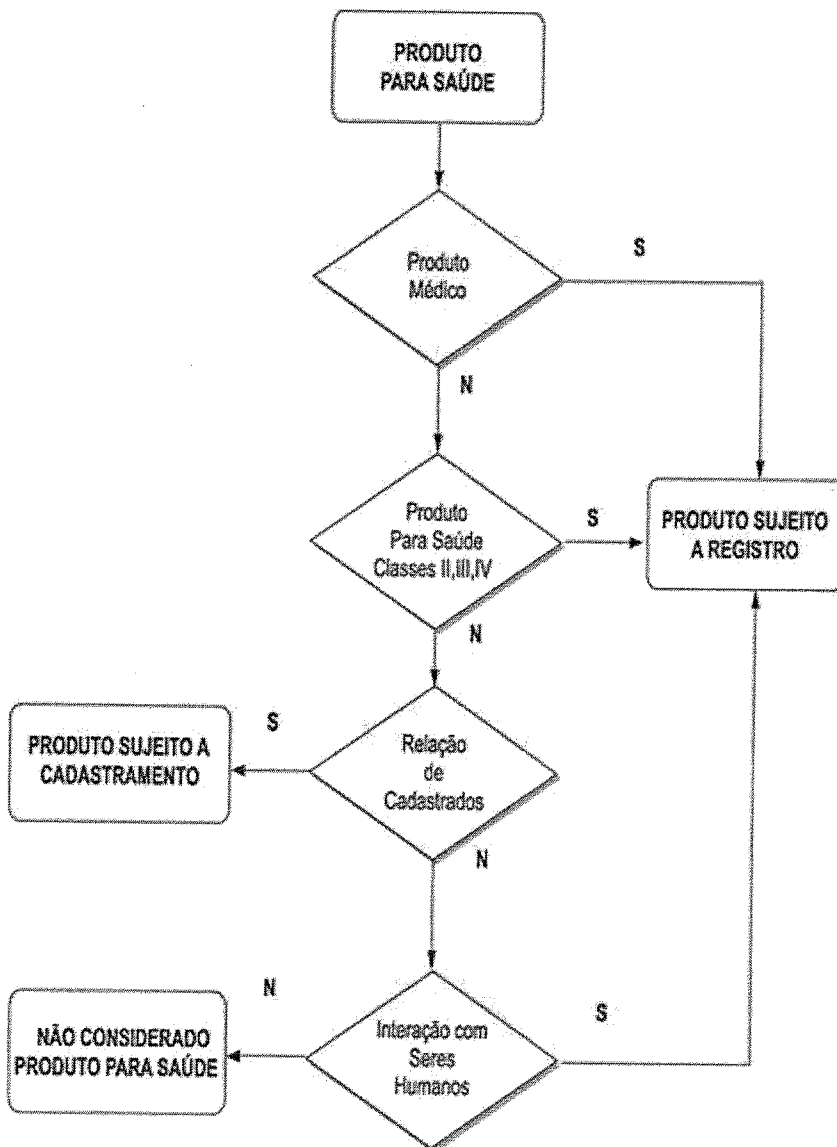 PRODUTO
PARA SAÚDE
Produto
Médico
S
N
Produto
Para Saúde
Classes II,III,IV
S
PRODUTO SUJEITO
A REGISTRO
N
Relação
de
Cadastrados
S
PRODUTO SUJEITO A
CADASTRAMENTO
N
Interação com
Seres
Humanos
N
S
NÃO CONSIDERADO
PRODUTO PARA SAÚDE